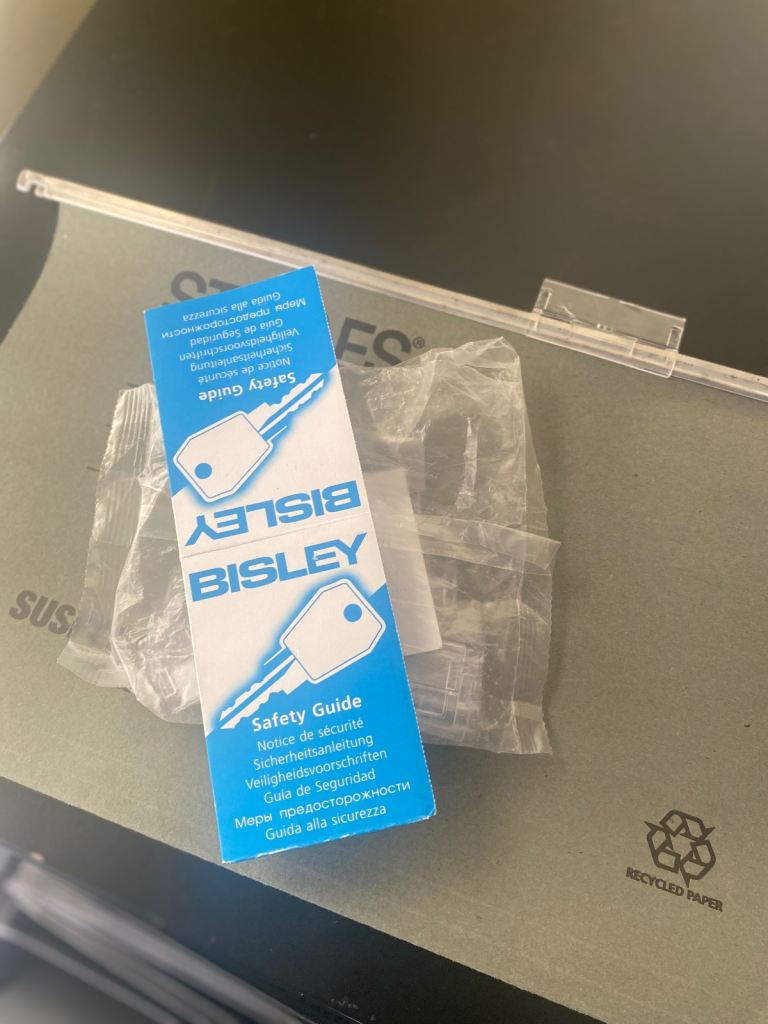 BISLEY
Safety Guide
Notice de sécurité
Sicherheitsanleitung
Veiligheidsvoorschriften
Guía de Seguridad
Меры предосторожности
Guida alla sicurezza
BISLEY
Safety Guide
Notice de sécurité
Sicherheitsanleitung
Veiligheidsvoorschriften
Guía de Seguridad
Меры предосторожности
Guida alla sicurezza
RECYCLED PAPER